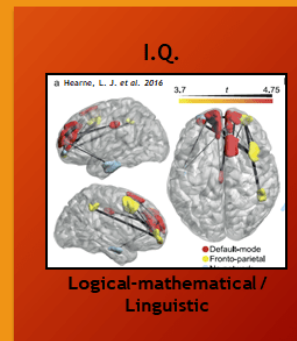 I.Q.
a Hearne, L. J. et al. 2016
3.7 t 4.75
Default-mode
Fronto-parietal
Logical-mathematical/
Linguistic